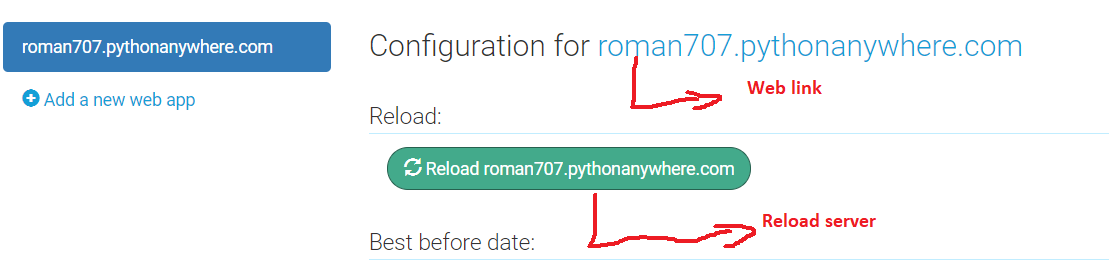 roman707.pythonanywhere.com
Add a new web app
Configuration for roman707.pythonanywhere.com
Web link
Reload:
Reload roman707.pythonanywhere.com
Reload server
Best before date: